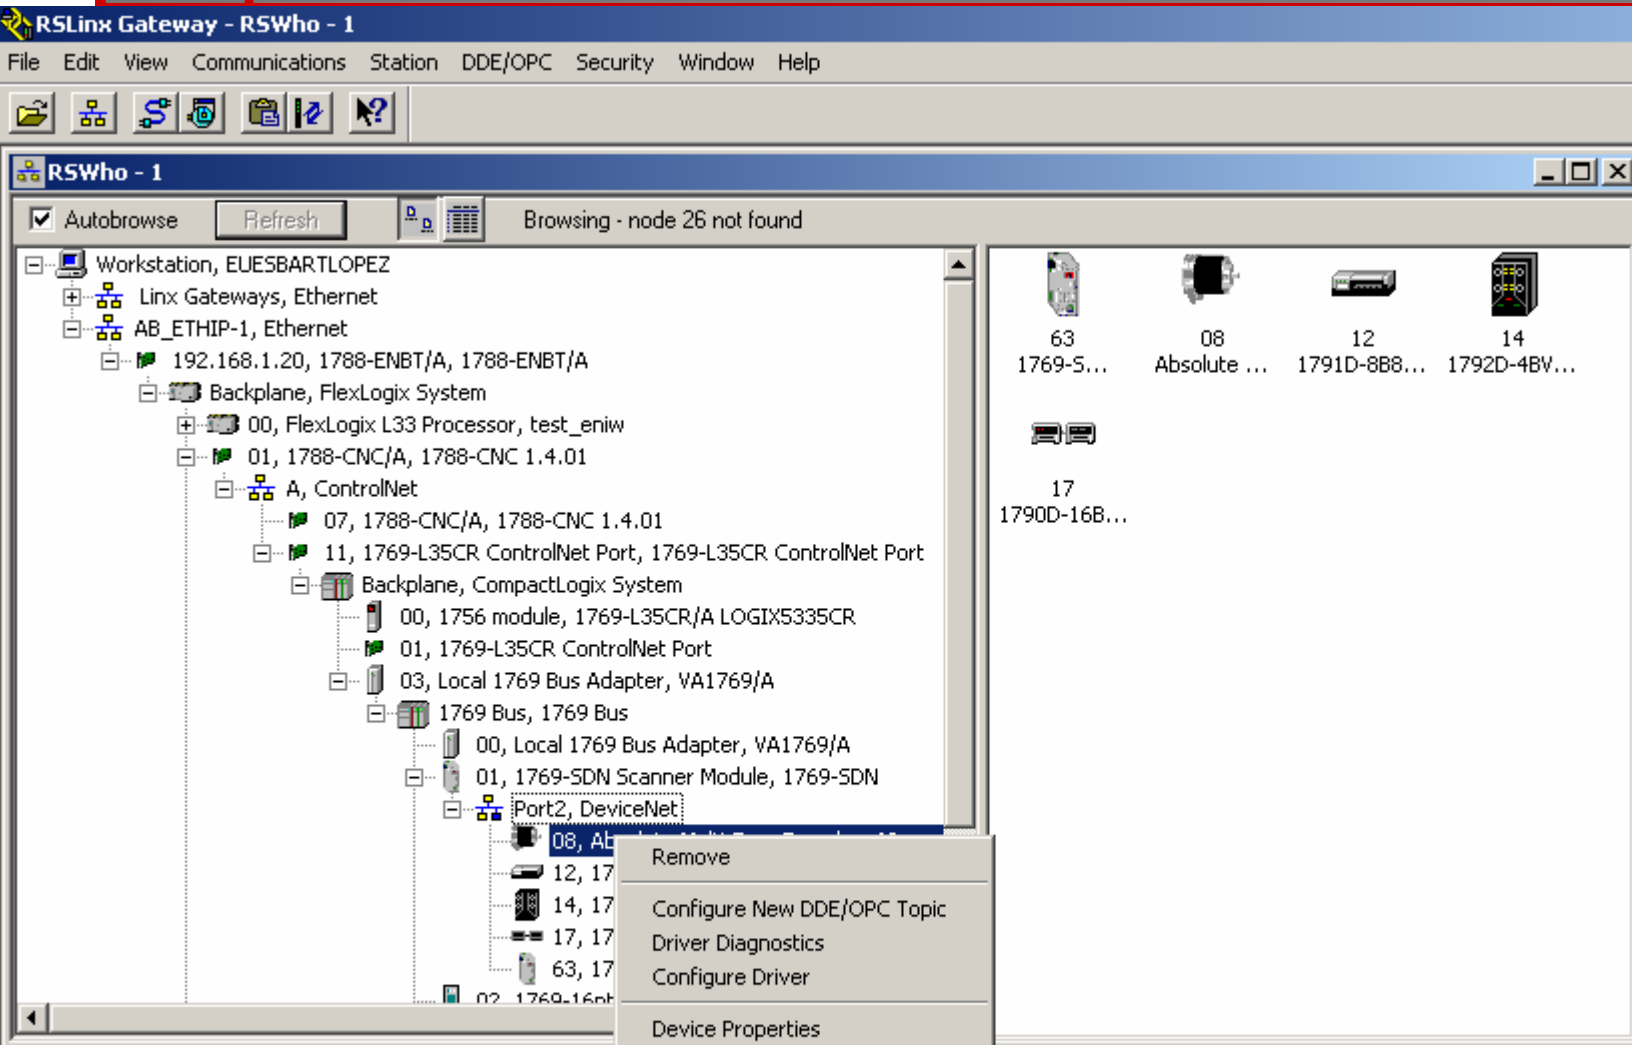 RSLinx Gateway - RSWho - 1
File Edit View Communications Station DDE/OPC Security Window Help
RSWho - 1
Autobrowse Refresh Browsing - node 26 not found
Workstation, EUESBARTLOPEZ
Linx Gateways, Ethernet
AB_ETHIP-1, Ethernet
192.168.1.20, 1788-ENBT/A, 1788-ENBT/A
Backplane, FlexLogix System
00, FlexLogix L33 Processor, test_eniw
01, 1788-CNC/A, 1788-CNC 1.4.01
A, ControlNet
07, 1788-CNC/A, 1788-CNC 1.4.01
11, 1769-L35CR ControlNet Port, 1769-L35CR ControlNet Port
Backplane, CompactLogix System
00, 1756 module, 1769-L35CR/A LOGIX5335CR
01, 1769-L35CR ControlNet Port
03, Local 1769 Bus Adapter, VA1769/A
1769 Bus, 1769 Bus
00, Local 1769 Bus Adapter, VA1769/A
01, 1769-SDN Scanner Module, 1769-SDN
Port2, DeviceNet
08, Ab
12, 17
14, 17
17, 17
63, 17
02, 1769-16pt
Remove
Configure New DDE/OPC Topic
Driver Diagnostics
Configure Driver
Device Properties
63
1769-S...
08
Absolute ...
12
1791D-8B8...
14
1792D-4BV...
17
1790D-16B...